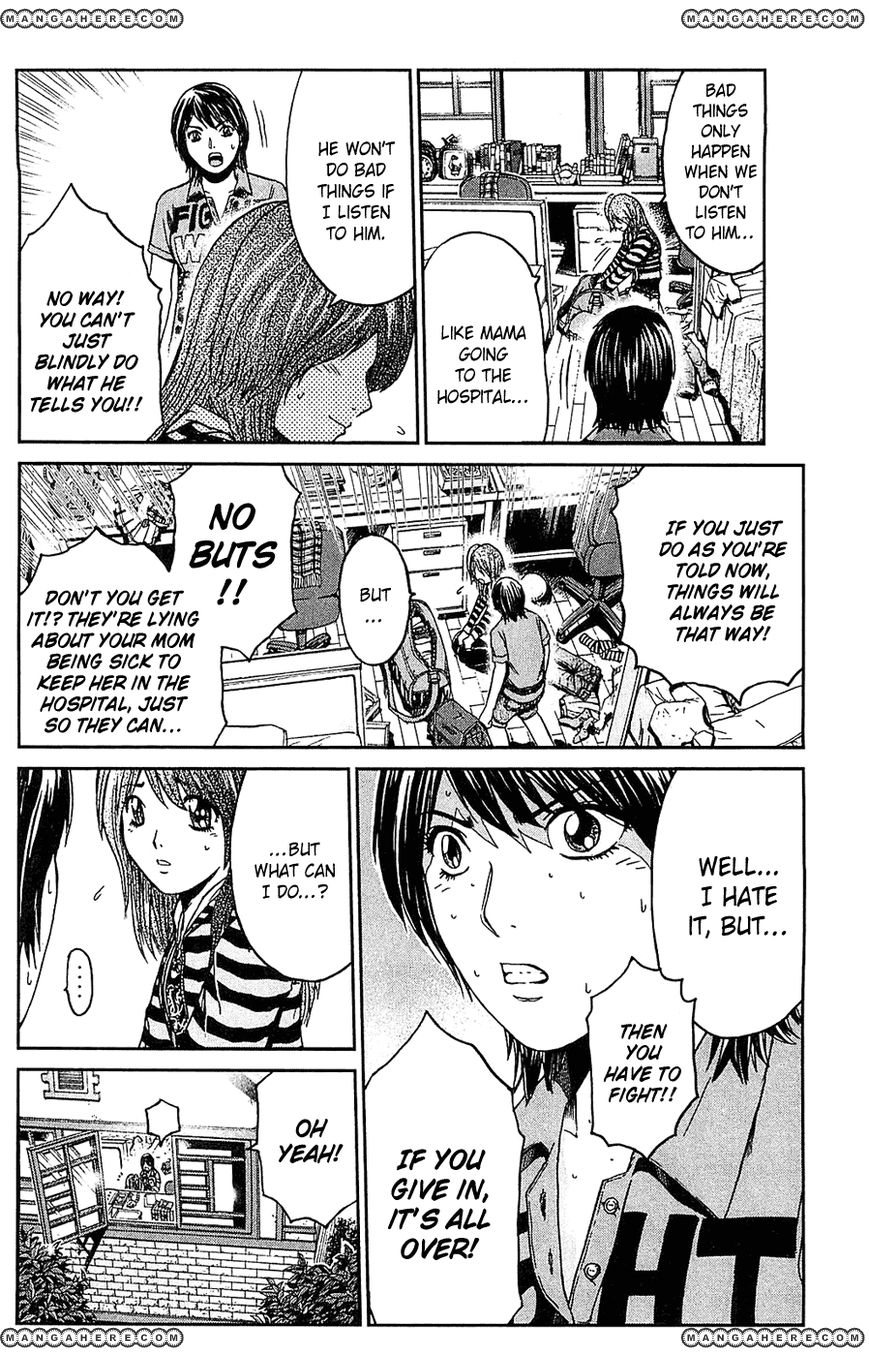 MANGAHERE.COM
MANGAHERE.COM
BAD
THINGS
ONLY
HAPPEN
WHEN WE
DON'T
LISTEN
TO HIM...
LIKE MAMA
GOING
TO THE
HOSPITAL...
HE WON'T
DO BAD
THINGS IF
I LISTEN
TO HIM.
FIG
W
NO WAY!
YOU CAN'T
JUST
BLINDLY DO
WHAT HE
TELLS YOU!!
IF YOU JUST
DO AS YOU'RE
TOLD NOW,
THINGS WILL
ALWAYS BE
THAT WAY!
BUT
...
NO
BUTS
!!
DON'T YOU GET
IT!? THEY'RE LYING
ABOUT YOUR MOM
BEING SICK TO
KEEP HER IN THE
HOSPITAL, JUST
SO THEY CAN...
WELL...
I HATE
IT, BUT...
THEN
YOU
HAVE TO
FIGHT!!
IF YOU
GIVE IN,
IT'S ALL
OVER!
HT
...BUT
WHAT CAN
I DO...?
....
OH
YEAH!
MANGAHERE.COM
MANGAHERE.COM